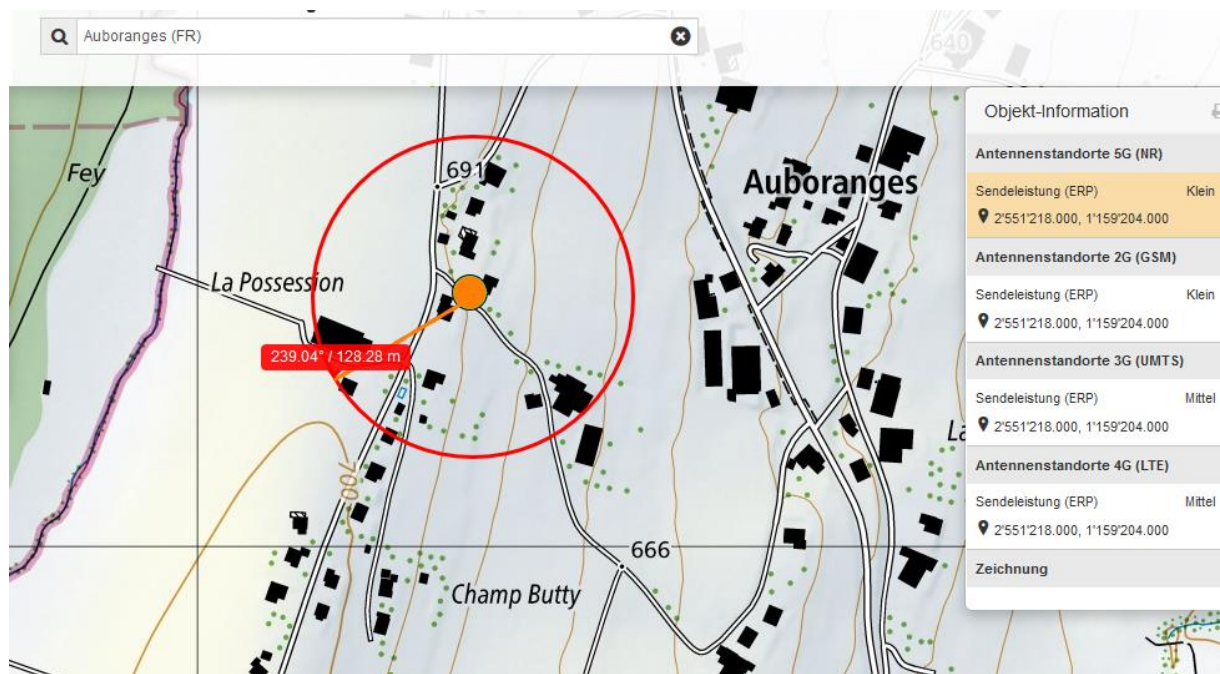 Auboranges (FR)
640
Objekt-Information
Antennenstandorte 5G (NR)
Sendeleistung (ERP) Klein
2'551'218.000, 1'159'204.000
Antennenstandorte 2G (GSM)
Sendeleistung (ERP) Klein
2'551'218.000, 1'159'204.000
Antennenstandorte 3G (UMTS)
Sendeleistung (ERP) Mittel
2'551'218.000, 1'159'204.000
Antennenstandorte 4G (LTE)
Sendeleistung (ERP) Mittel
2'551'218.000, 1'159'204.000
Zeichnung
Fey
691
Auboranges
La Possession
239.04° / 128.28 m
700
666
Champ Butty